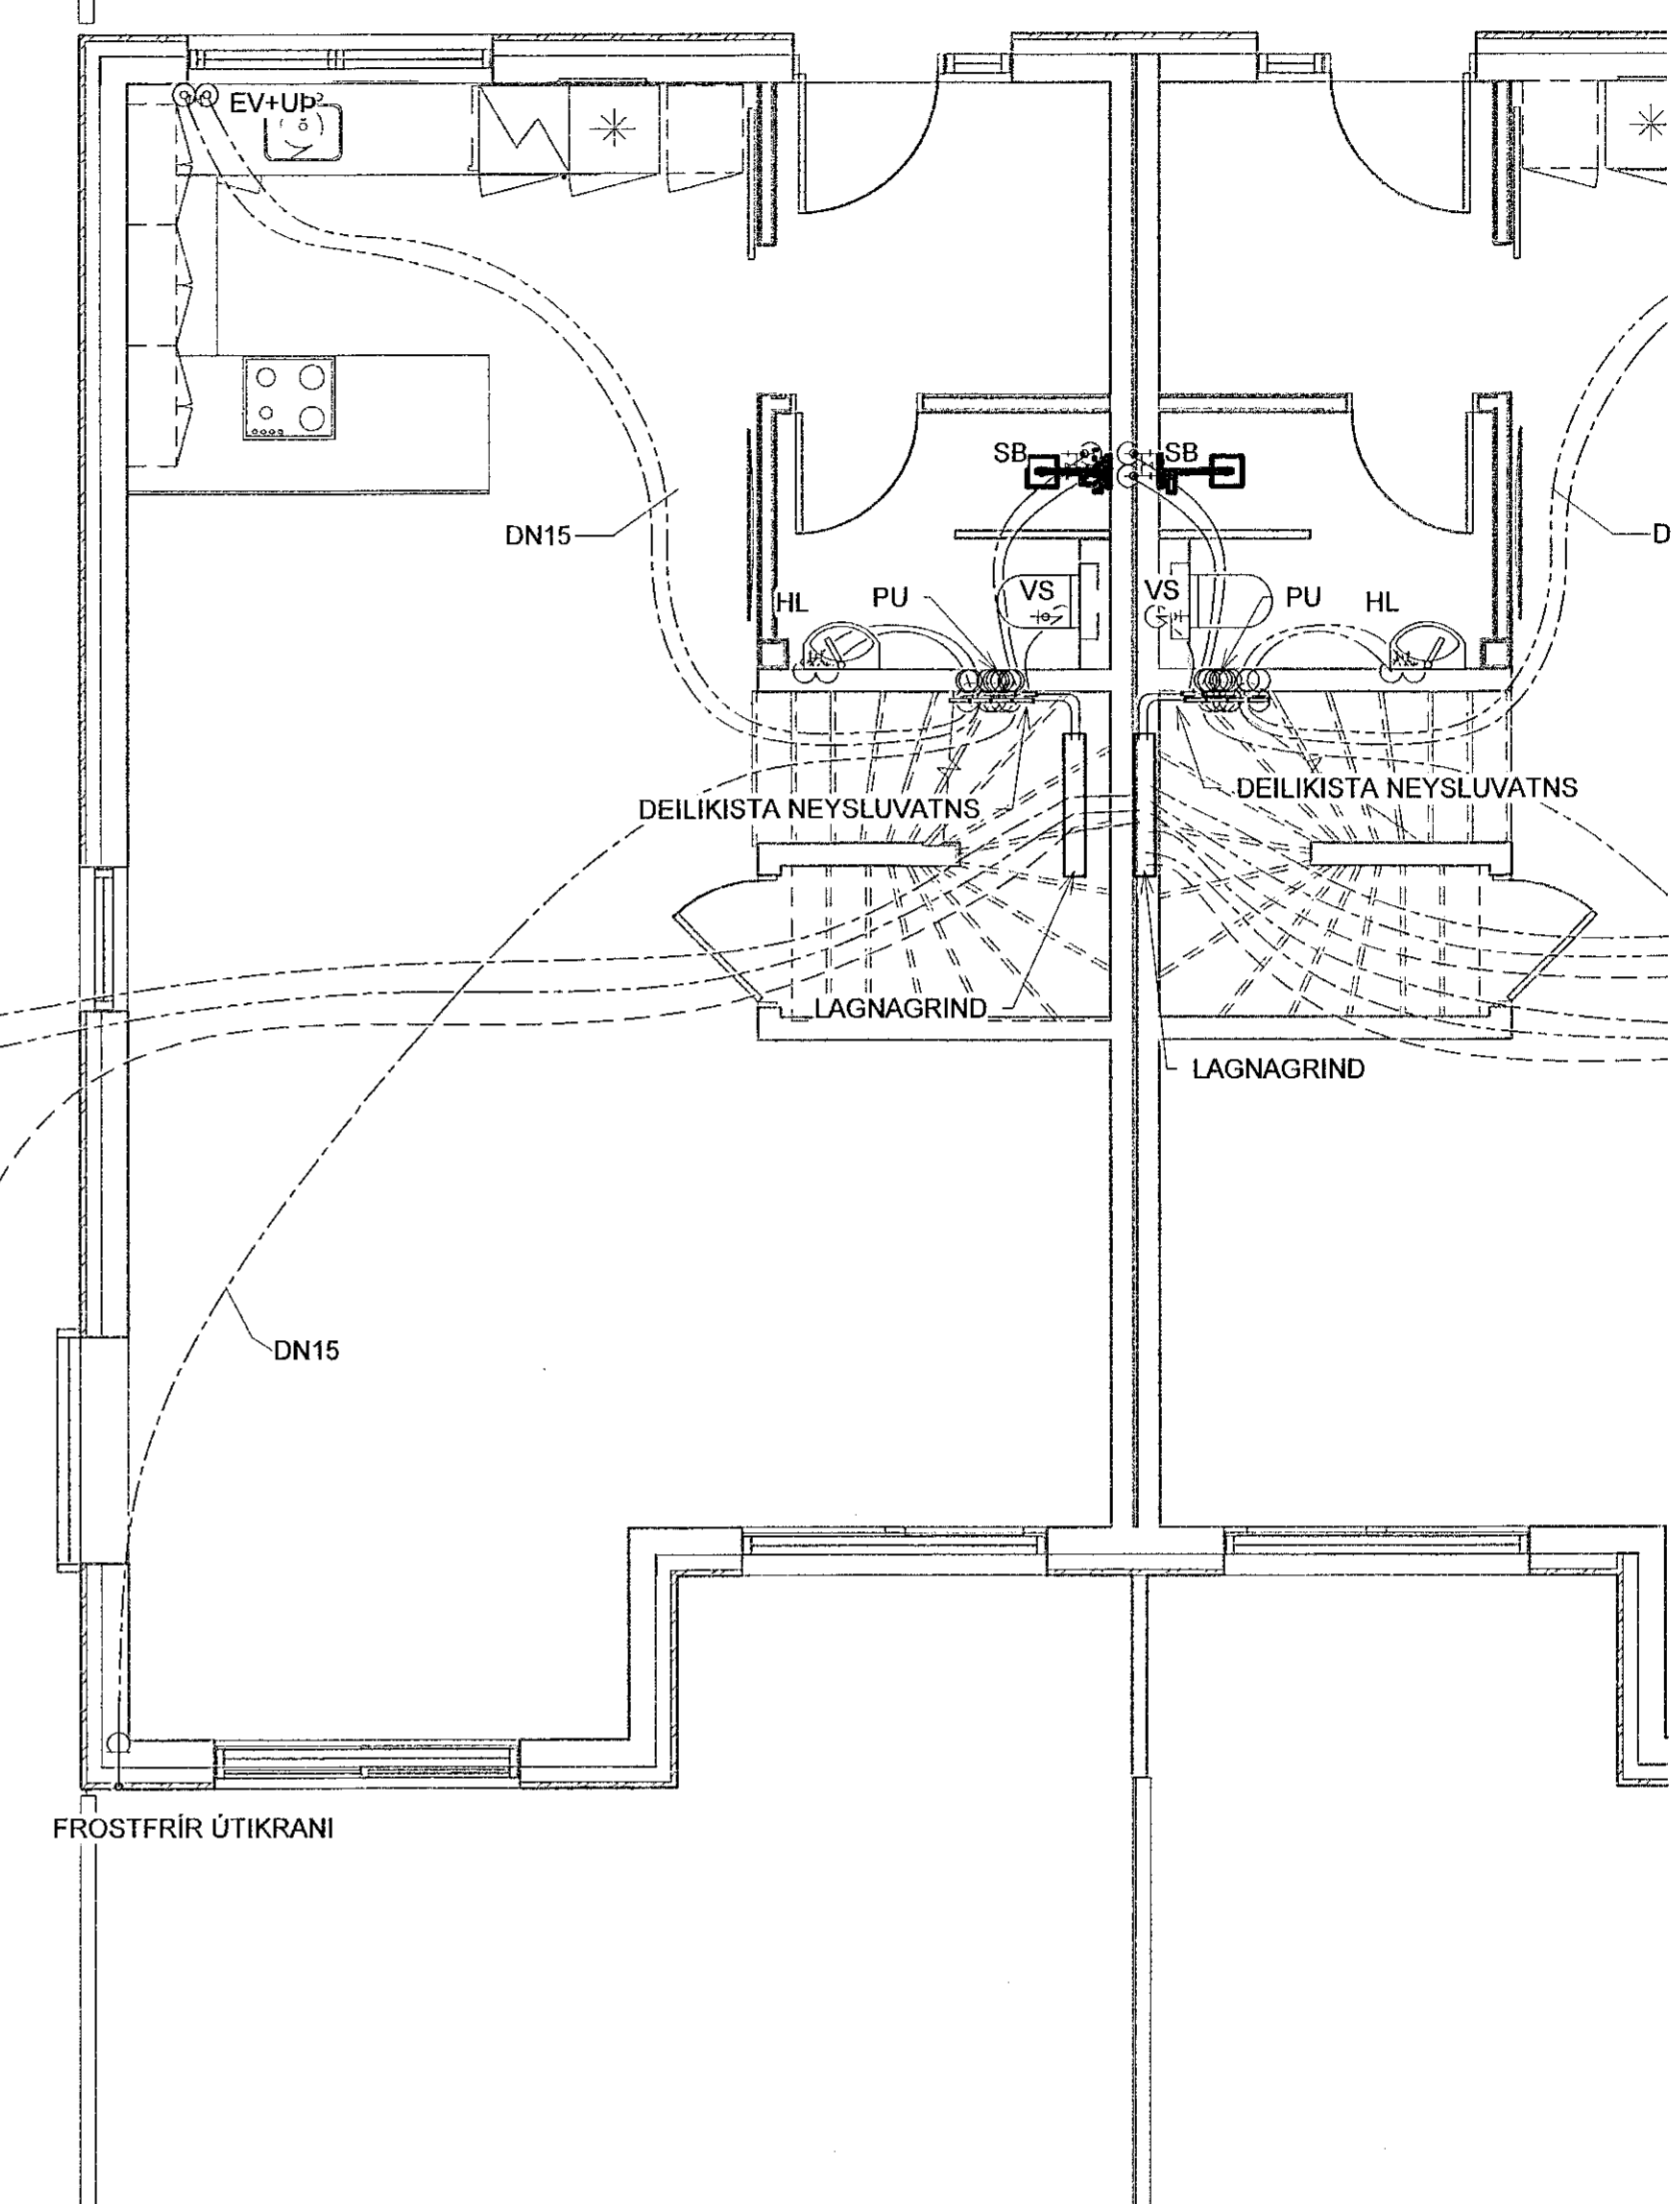 EV+UÞ
SB
SB
DN15
D
HL
PU
VS
VS
PU
HL
DEILIKISTA NEYSLUVATNS
DEILIKISTA NEYSLUVATNS
LAGNAGRIND
LAGNAGRIND
DN15
FROSTFRÍR ÚTIKRANI